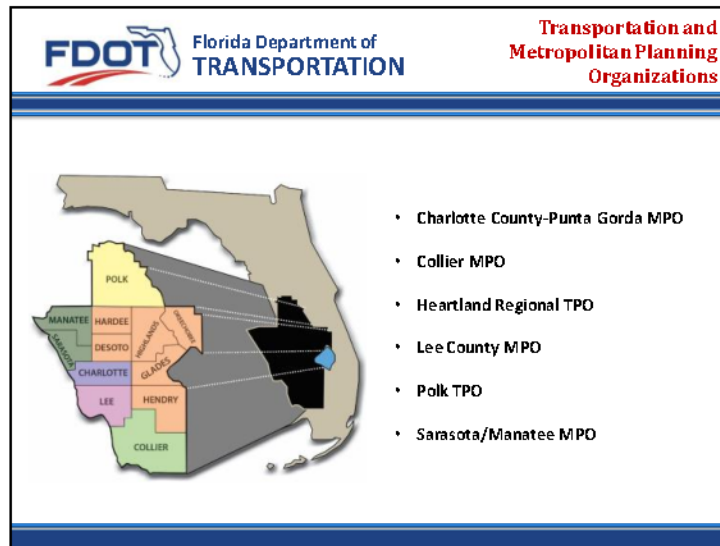 FDOT
Florida Department of
TRANSPORTATION
Transportation and
Metropolitan Planning
Organizations
POLK
MANATEE
HARDEE
HIGHLANDS
OKEECHOBEE
SARASOTA
DESOTO
CHARLOTTE
GLADES
LEE
HENDRY
COLLIER
• Charlotte County-Punta Gorda MPO
• Collier MPO
• Heartland Regional TPO
• Lee County MPO
• Polk TPO
• Sarasota/Manatee MPO